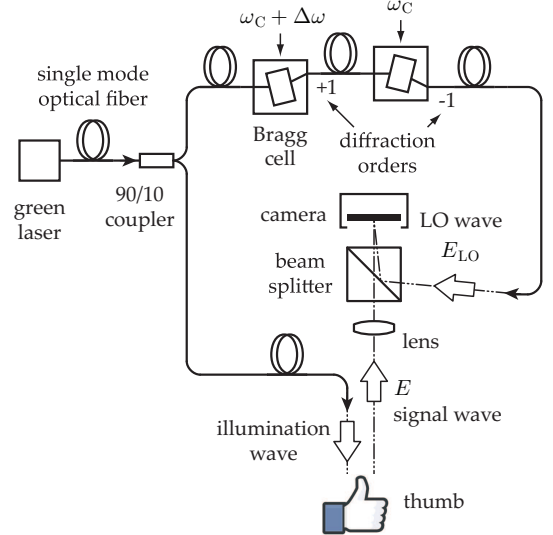 ω_C + Δω
ω_C
single mode
optical fiber
+1
-1
Bragg
cell
diffraction
orders
90/10
coupler
green
laser
camera
LO wave
E_LO
beam
splitter
lens
E
signal wave
illumination
wave
thumb